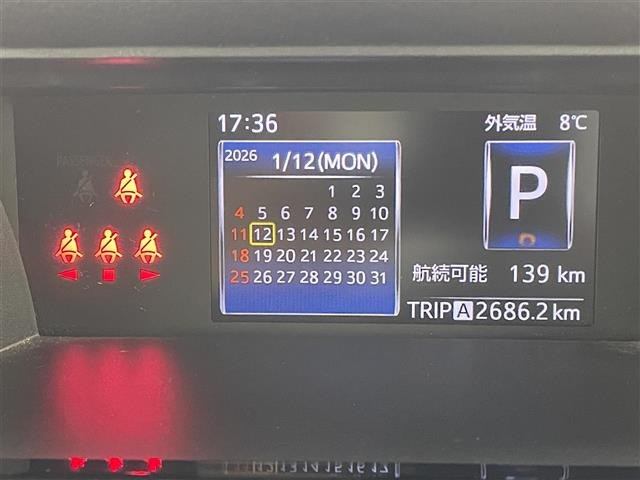 PASSENGER
17:36
外気温 8℃
2026 1/12(MON)
1 2 3
4 5 6 7 8 9 10
11 12 13 14 15 16 17
18 19 20 21 22 23 24
25 26 27 28 29 30 31
P
D
航続可能 139 km
TRIP A 2686.2 km